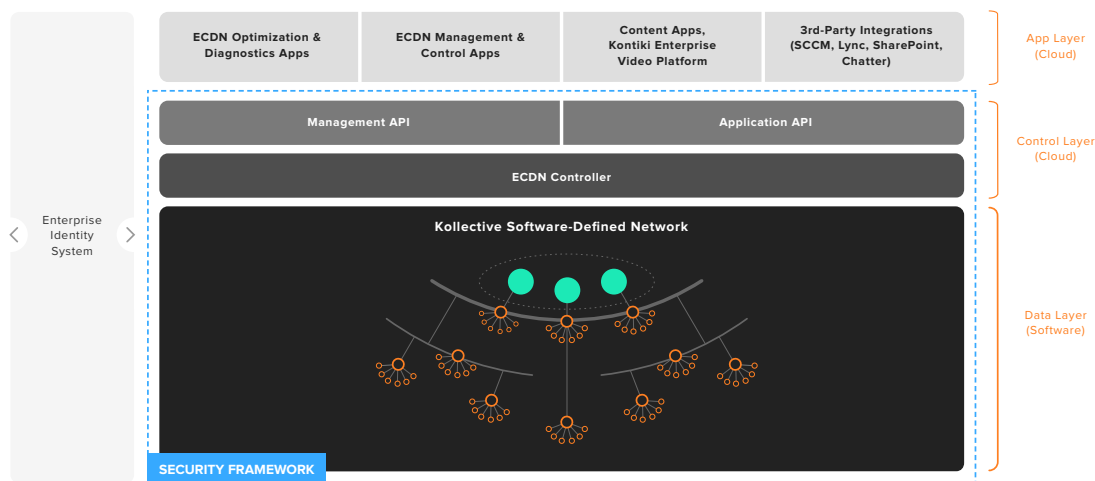 ECDN Optimization &
Diagnostics Apps
ECDN Management &
Control Apps
Content Apps,
Kontiki Enterprise
Video Platform
3rd-Party Integrations
(SCCM, Lync, SharePoint,
Chatter)
App Layer
(Cloud)
Management API
Application API
Control Layer
(Cloud)
ECDN Controller
Enterprise
Identity
System
Kollective Software-Defined Network
Data Layer
(Software)
SECURITY FRAMEWORK